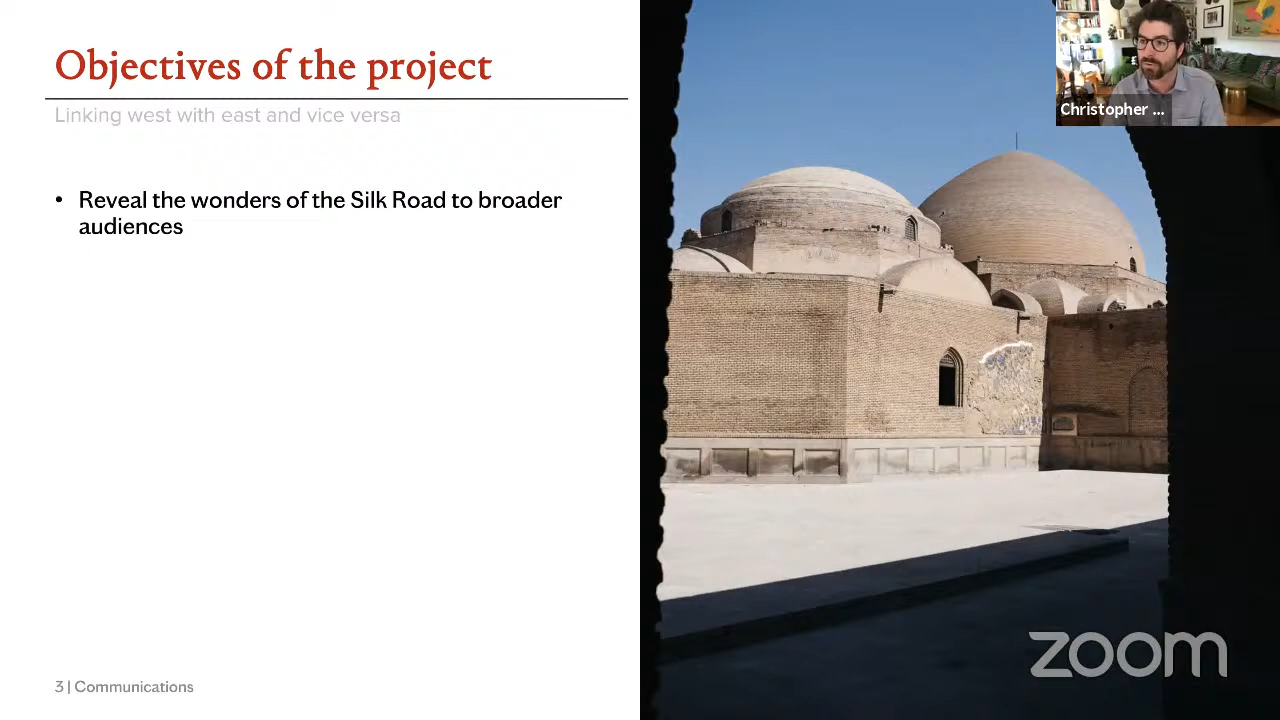 Objectives of the project
Linking west with east and vice versa
• Reveal the wonders of the Silk Road to broader
audiences
3 | Communications
Christopher ...
zoom